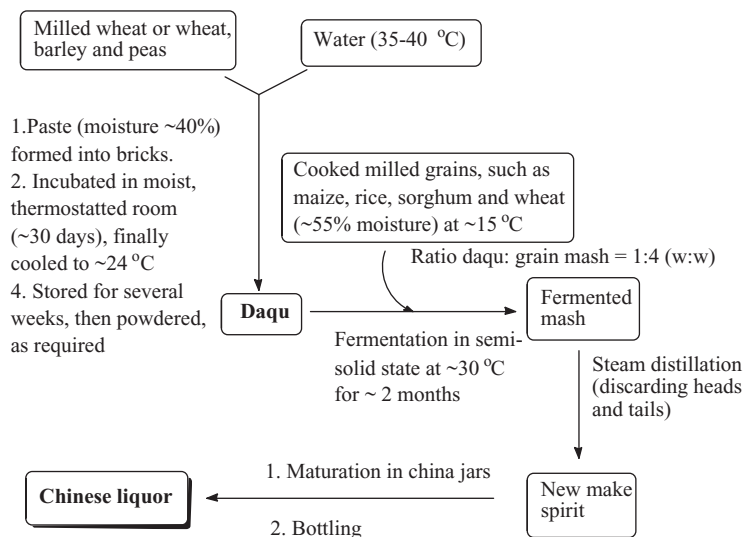 Milled wheat or wheat,
barley and peas
Water (35-40 °C)
1.Paste (moisture ~40%)
formed into bricks.
2. Incubated in moist,
thermostatted room
(~30 days), finally
cooled to ~24 °C
4. Stored for several
weeks, then powdered,
as required
Cooked milled grains, such as
maize, rice, sorghum and wheat
(~55% moisture) at ~15 °C
Ratio daqu: grain mash = 1:4 (w:w)
Daqu
Fermented
mash
Fermentation in semi-
solid state at ~30 °C
for ~ 2 months
Steam distillation
(discarding heads
and tails)
New make
spirit
1. Maturation in china jars
2. Bottling
Chinese liquor